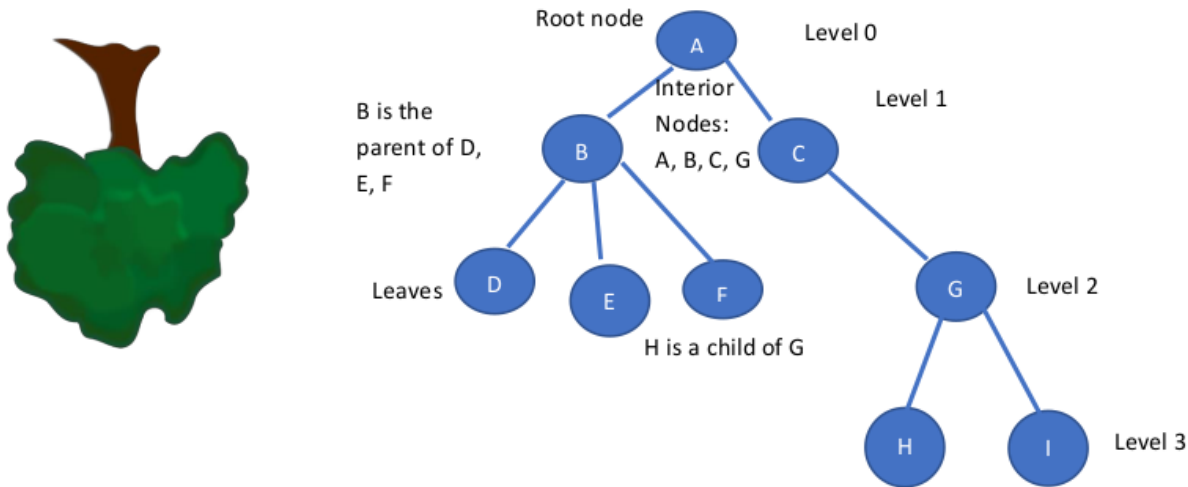 Root node
A
Level 0
Interior
Nodes:
A, B, C, G
Level 1
B is the
parent of D,
E, F
B
C
Leaves
D
E
F
G
Level 2
H is a child of G
H
I
Level 3